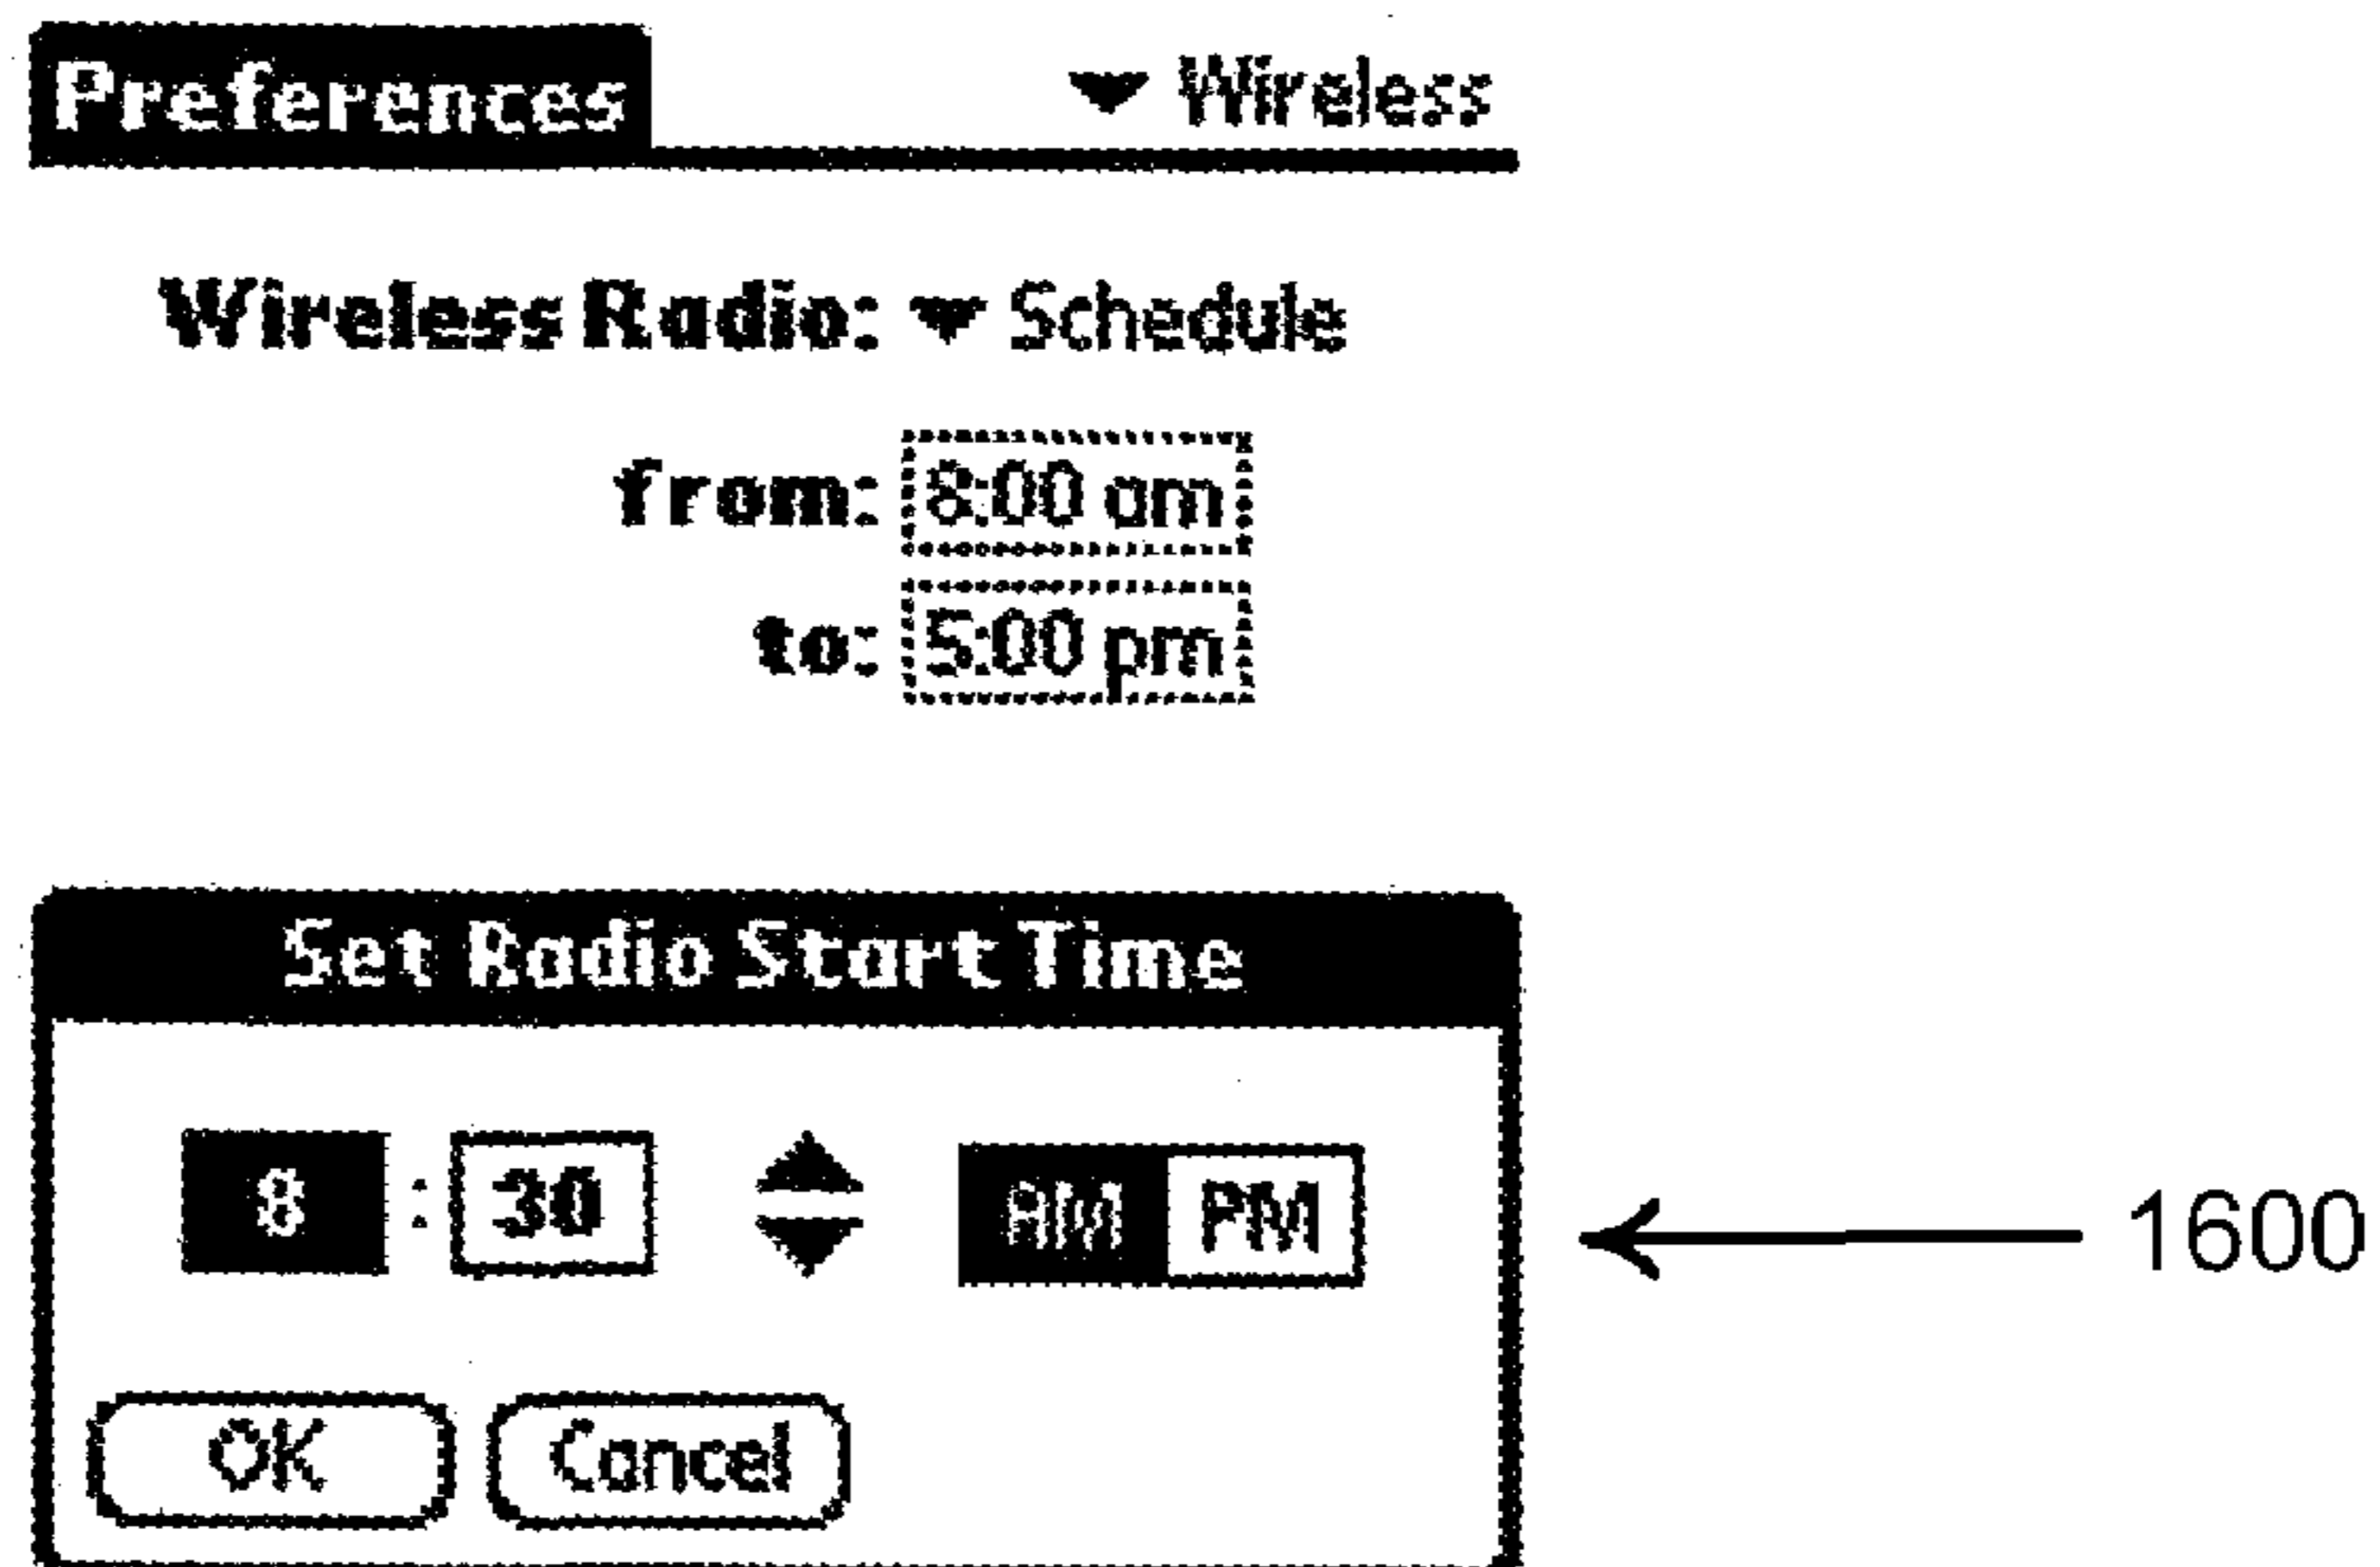 Preferences ▼ Wireless
Wireless Radio: ▼ Schedule
from: 8:00 am
to: 5:00 pm
Set Radio Start Time
8 : 30 AM PM
1600
OK Cancel